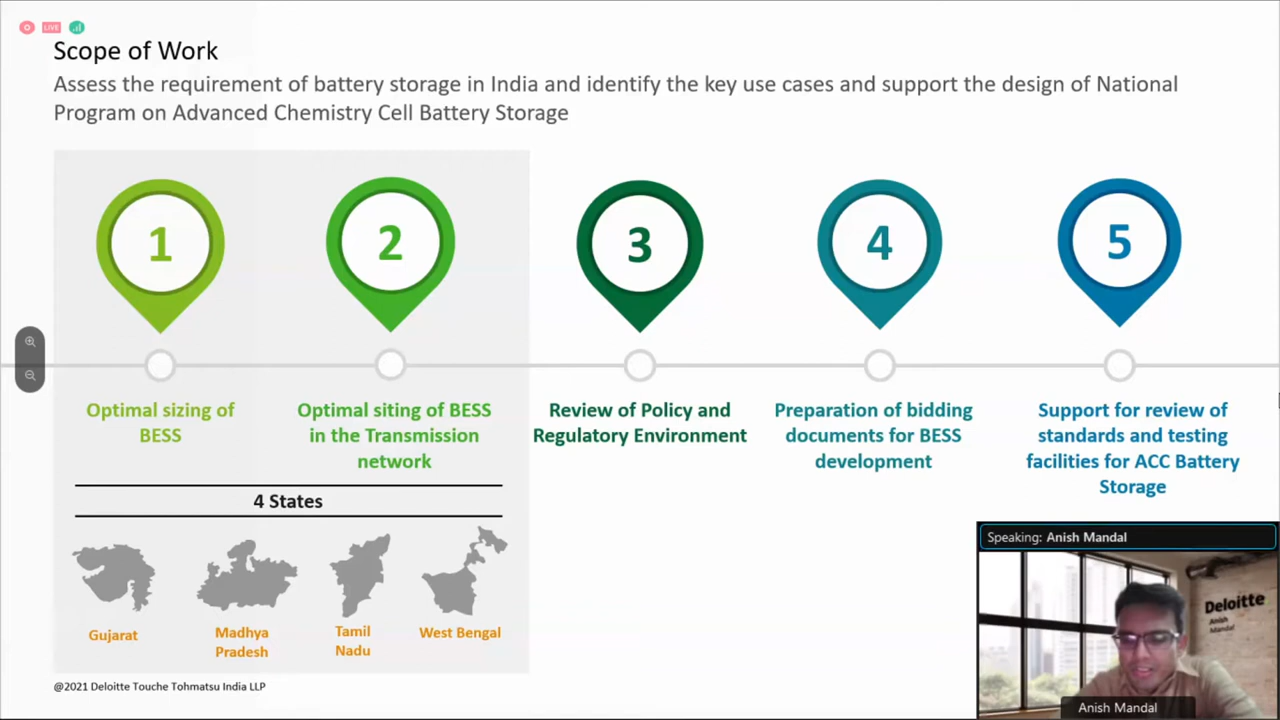 LIVE
Scope of Work
Assess the requirement of battery storage in India and identify the key use cases and support the design of National
Program on Advanced Chemistry Cell Battery Storage
1
2
3
4
5
Optimal sizing of
BESS
Optimal siting of BESS
in the Transmission
network
Review of Policy and
Regulatory Environment
Preparation of bidding
documents for BESS
development
Support for review of
standards and testing
facilities for ACC Battery
Storage
4 States
Gujarat
Madhya
Pradesh
Tamil
Nadu
West Bengal
@2021 Deloitte Touche Tohmatsu India LLP
Speaking: Anish Mandal
Deloitte
Anish
Mandal
Anish Mandal